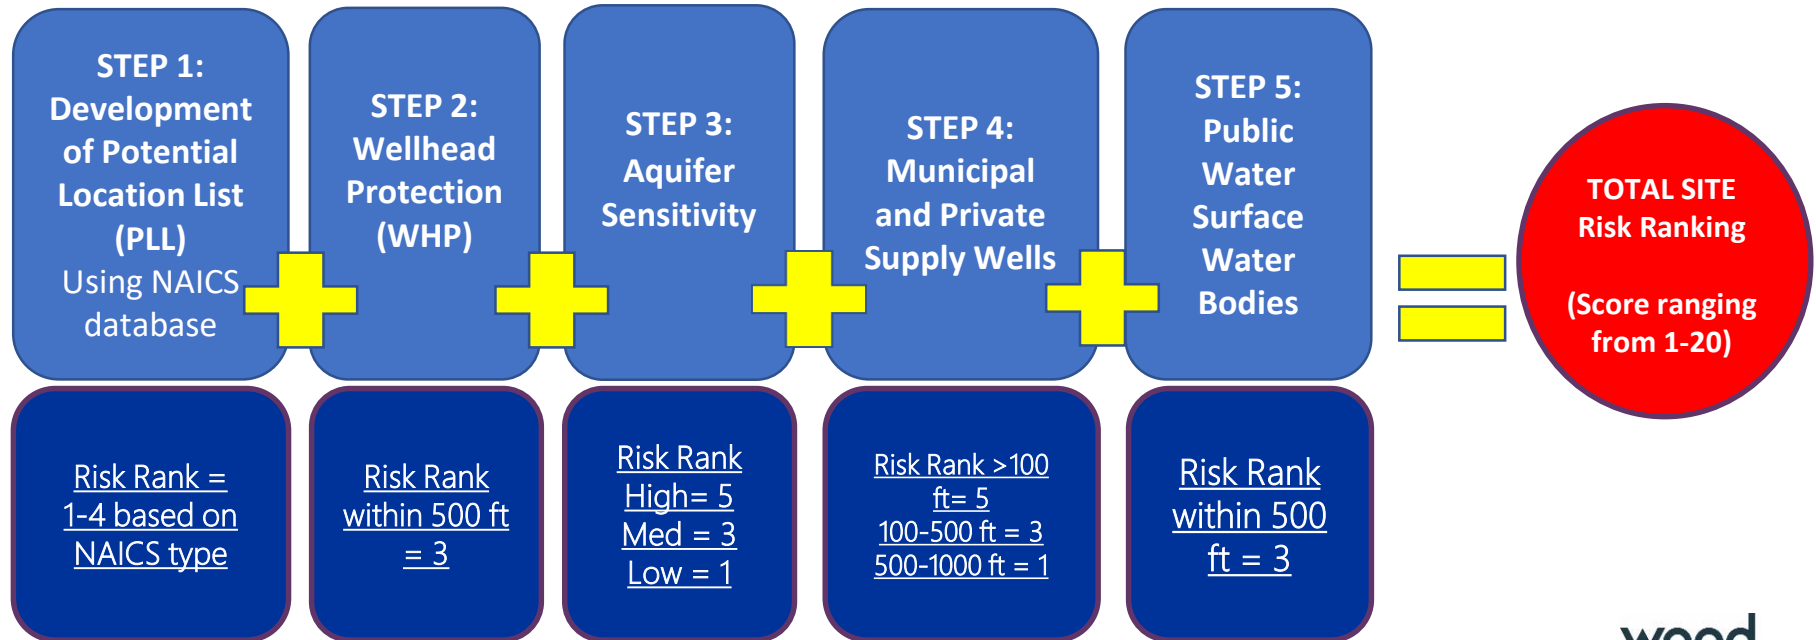 STEP 1:
Development
of Potential
Location List
(PLL)
Using NAICS
database
STEP 2:
Wellhead
Protection
(WHP)
STEP 3:
Aquifer
Sensitivity
STEP 4:
Municipal
and Private
Supply Wells
STEP 5:
Public
Water
Surface
Water
Bodies
TOTAL SITE
Risk Ranking
(Score ranging
from 1-20)
Risk Rank =
1-4 based on
NAICS type
Risk Rank
within 500 ft
= 3
Risk Rank
High= 5
Med = 3
Low = 1
Risk Rank >100
ft= 5
100-500 ft = 3
500-1000 ft = 1
Risk Rank
within 500
ft = 3
wood